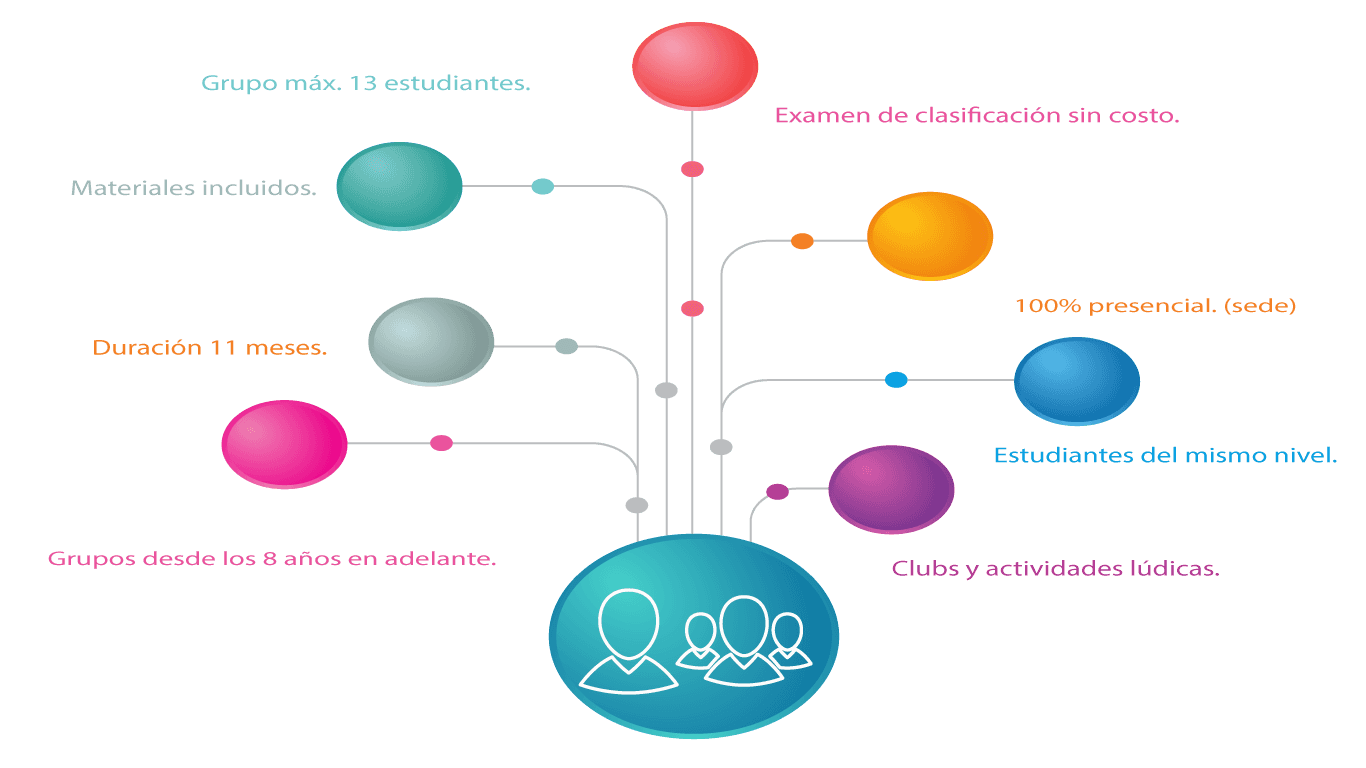 Grupo máx. 13 estudiantes.
Examen de clasificación sin costo.
Materiales incluidos.
100% presencial. (sede)
Duración 11 meses.
Estudiantes del mismo nivel.
Grupos desde los 8 años en adelante.
Clubs y actividades lúdicas.